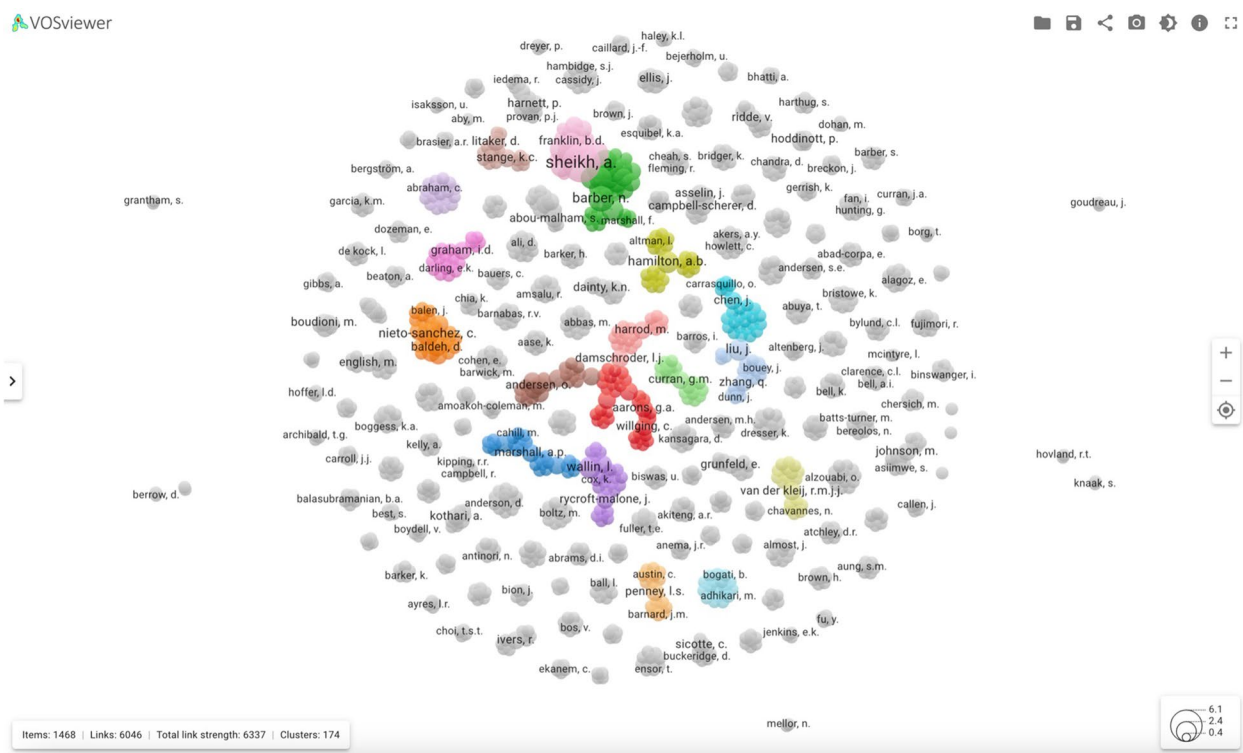 VOSviewer
haley, k.l.
dreyer, p.
caillard, j.-f.
bejerholm, u.
hambidge, s.j.
iedema, r.
cassidy, j.
ellis, j.
bhatti, a.
isaksson, u.
harnett, p.
harthug, s.
aby, m.
provan, p.j.
brown, j.
ridde, v.
dohan, m.
esquibel, k.a.
brasier, a.r.
litaker, d.
franklin, b.d.
hoddinott, p.
stange, k.c.
sheikh, a.
cheah, s.
bridger, k.
chandra, d.
barber, s.
bergström, a.
fleming, r.
breckon, j.
abraham, c.
asselin, j.
gerrish, k.
curran, j.a.
grantham, s.
garcia, k.m.
barber, n.
campbell-scherer, d.
fan, i.
hunting, g.
goudreau, j.
abou-malham, s.
marshall, f.
dozeman, e.
akers, a.y.
borg, t.
de kock, l.
graham, i.d.
ali, d.
barker, h.
altman, l.
howlett, c.
abad-corpa, e.
hamilton, a.b.
darling, e.k.
bauers, c.
andersen, s.e.
gibbs, a.
beaton, a.
carrasquillo, o.
alagoz, e.
chia, k.
amsalu, r.
dainty, k.n.
chen, j.
abuya, t.
bristowe, k.
balen, j.
barnabas, r.v.
boudioni, m.
abbas, m.
bylund, c.l.
fujimori, r.
nieto-sanchez, c.
harrod, m.
barros, i.
baldeh, d.
aase, k.
liu, j.
altenberg, j.
english, m.
cohen, e.
damschroder, l.j.
mcintyre, l.
barwick, m.
bouey, j.
clarence, c.l.
binswanger, i.
andersen, o.
curran, g.m.
zhang, q.
bell, a.i.
hoffer, l.d.
dunn, j.
bell, k.
amoakoh-coleman, m.
aarons, g.a.
chersich, m.
boggess, k.a.
willging, c.
andersen, m.h.
batts-turner, m.
archibald, t.g.
cahill, m.
kansagara, d.
dresser, k.
bereolos, n.
kelly, a.
marshall, a.p.
johnson, m.
hovland, r.t.
carroll, j.j.
kipping, r.r.
wallin, l.
grunfeld, e.
asiimwe, s.
campbell, r.
cox, k.
biswas, u.
alzouabi, o.
knaak, s.
berrow, d.
balasubramanian, b.a.
rycroft-malone, j.
van der kleij, r.m.j.j.
anderson, d.
callen, j.
best, s.
kothari, a.
boltz, m.
akiteng, a.r.
chavannes, n.
boydell, v.
fuller, t.e.
atchley, d.r.
antinori, n.
abrams, d.i.
anema, j.r.
almost, j.
barker, k.
austin, c.
bogati, b.
brown, h.
aung, s.m.
bion, j.
ball, l.
penney, l.s.
adhikari, m.
ayres, l.r.
barnard, j.m.
fu, y.
choi, t.s.t.
bos, v.
jenkins, e.k.
ivers, r.
sicotte, c.
buckeridge, d.
ekanem, c.
ensor, t.
mellor, n.
Items: 1468 | Links: 6046 | Total link strength: 6337 | Clusters: 174
6.1
2.4
0.4